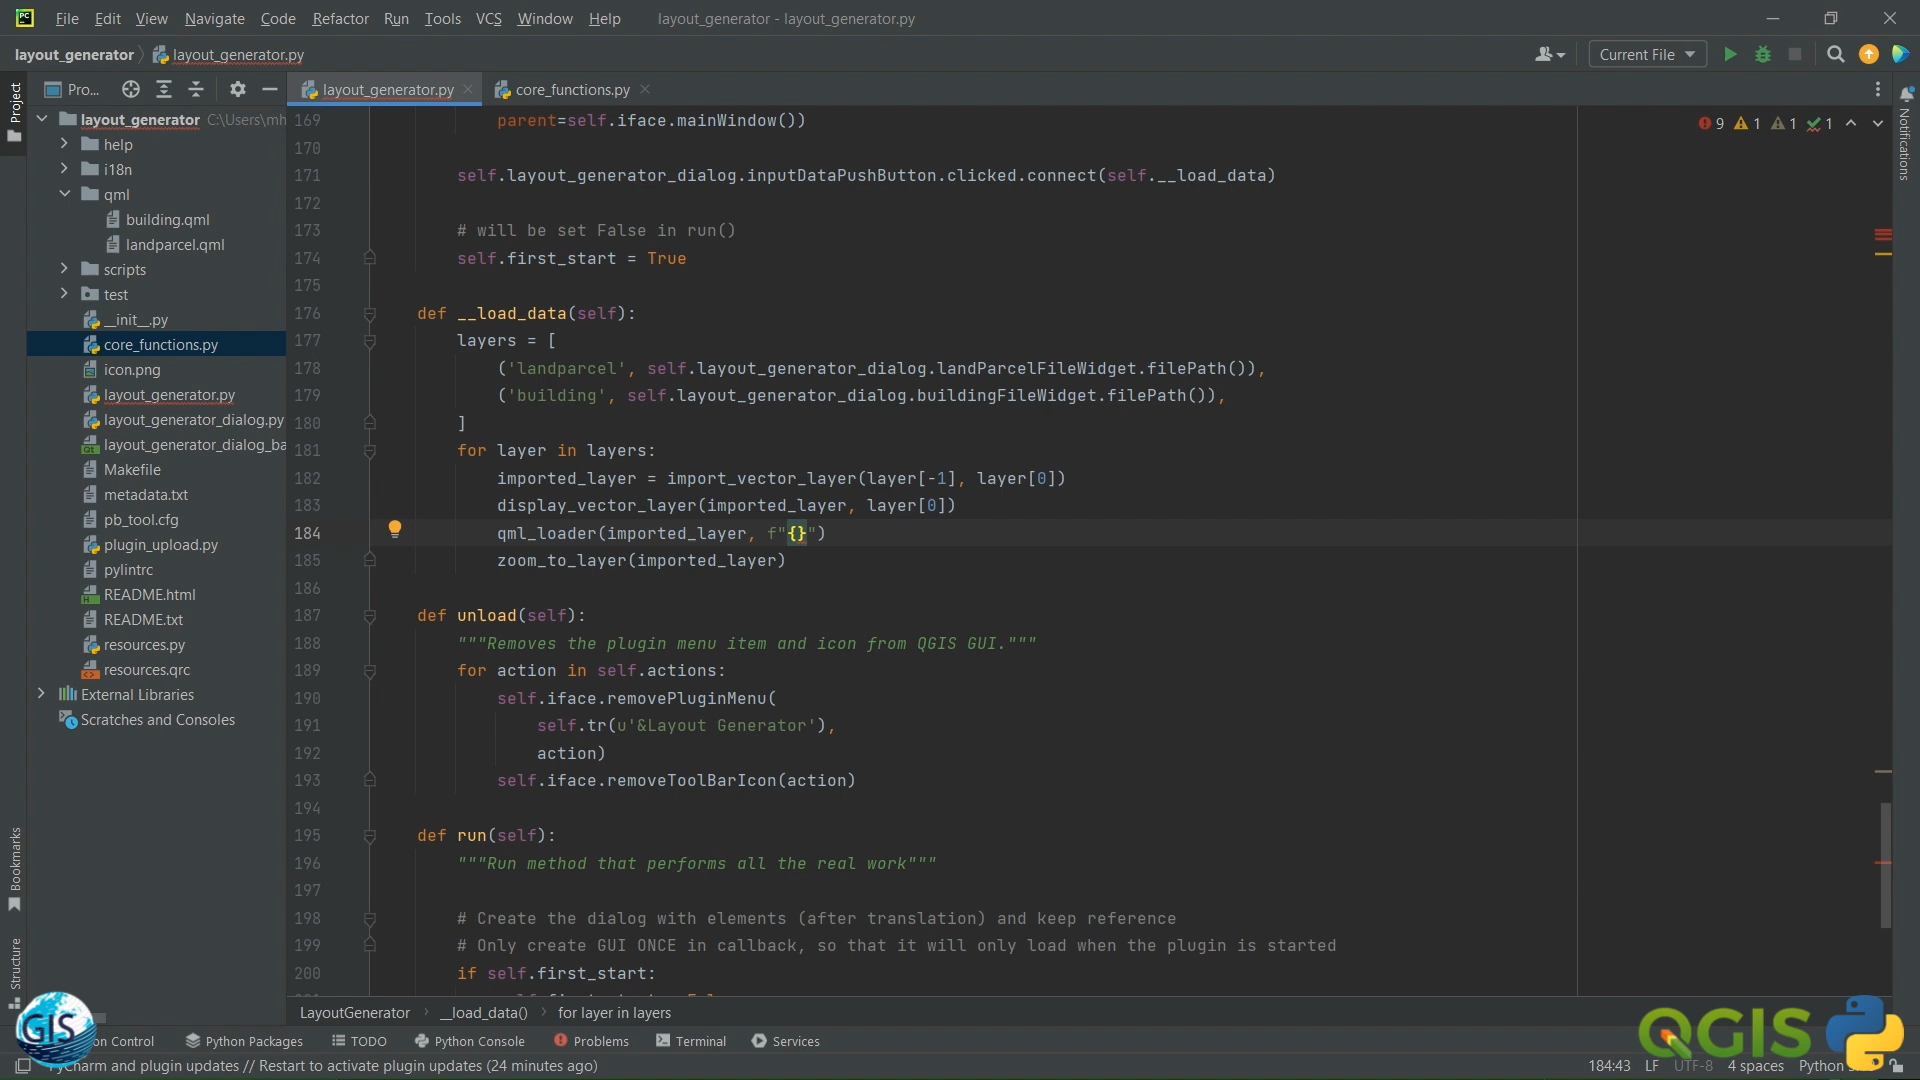 File Edit View Navigate Code Refactor Run Tools VCS Window Help layout_generator - layout_generator.py
layout_generator layout_generator.py
Current File
Project
Pro...
layout_generator.py
core_functions.py
Notifications
layout_generator C:\Users\mh
help
i18n
qml
building.qml
landparcel.qml
scripts
test
__init__.py
core_functions.py
icon.png
layout_generator.py
layout_generator_dialog.py
layout_generator_dialog_ba
Makefile
metadata.txt
pb_tool.cfg
plugin_upload.py
pylintrc
README.html
README.txt
resources.py
resources.qrc
External Libraries
Scratches and Consoles
Bookmarks
Structure
9 1 1 1
169 parent=self.iface.mainWindow())
170
171 self.layout_generator_dialog.inputDataPushButton.clicked.connect(self.__load_data)
172
173 # will be set False in run()
174 self.first_start = True
175
176 def __load_data(self):
177 layers = [
178 ('landparcel', self.layout_generator_dialog.landParcelFileWidget.filePath()),
179 ('building', self.layout_generator_dialog.buildingFileWidget.filePath()),
180 ]
181 for layer in layers:
182 imported_layer = import_vector_layer(layer[-1], layer[0])
183 display_vector_layer(imported_layer, layer[0])
184 qml_loader(imported_layer, f"{}")
185 zoom_to_layer(imported_layer)
186
187 def unload(self):
188 """Removes the plugin menu item and icon from QGIS GUI."""
189 for action in self.actions:
190 self.iface.removePluginMenu(
191 self.tr(u'&Layout Generator'),
192 action)
193 self.iface.removeToolBarIcon(action)
194
195 def run(self):
196 """Run method that performs all the real work"""
197
198 # Create the dialog with elements (after translation) and keep reference
199 # Only create GUI ONCE in callback, so that it will only load when the plugin is started
200 if self.first_start:
LayoutGenerator __load_data() for layer in layers
on Control Python Packages TODO Python Console Problems Terminal Services
PyCharm and plugin updates // Restart to activate plugin updates (24 minutes ago)
184:43 LF UTF-8 4 spaces Python
GIS
QGIS